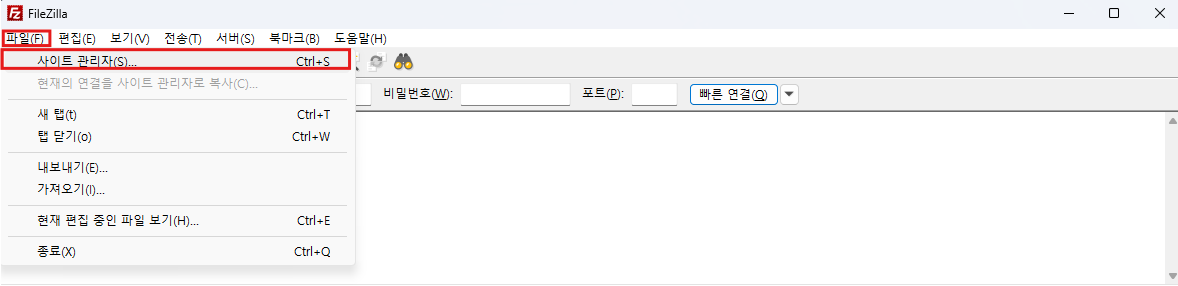 FileZilla
파일(F) 편집(E) 보기(V) 전송(T) 서버(S) 북마크(B) 도움말(H)
사이트 관리자(S)... Ctrl+S
현재의 연결을 사이트 관리자로 복사(C)...
비밀번호(W): 포트(P): 빠른 연결(Q)
새 탭(t) Ctrl+T
탭 닫기(o) Ctrl+W
내보내기(E)...
가져오기(I)...
현재 편집 중인 파일 보기(H)... Ctrl+E
종료(X) Ctrl+Q